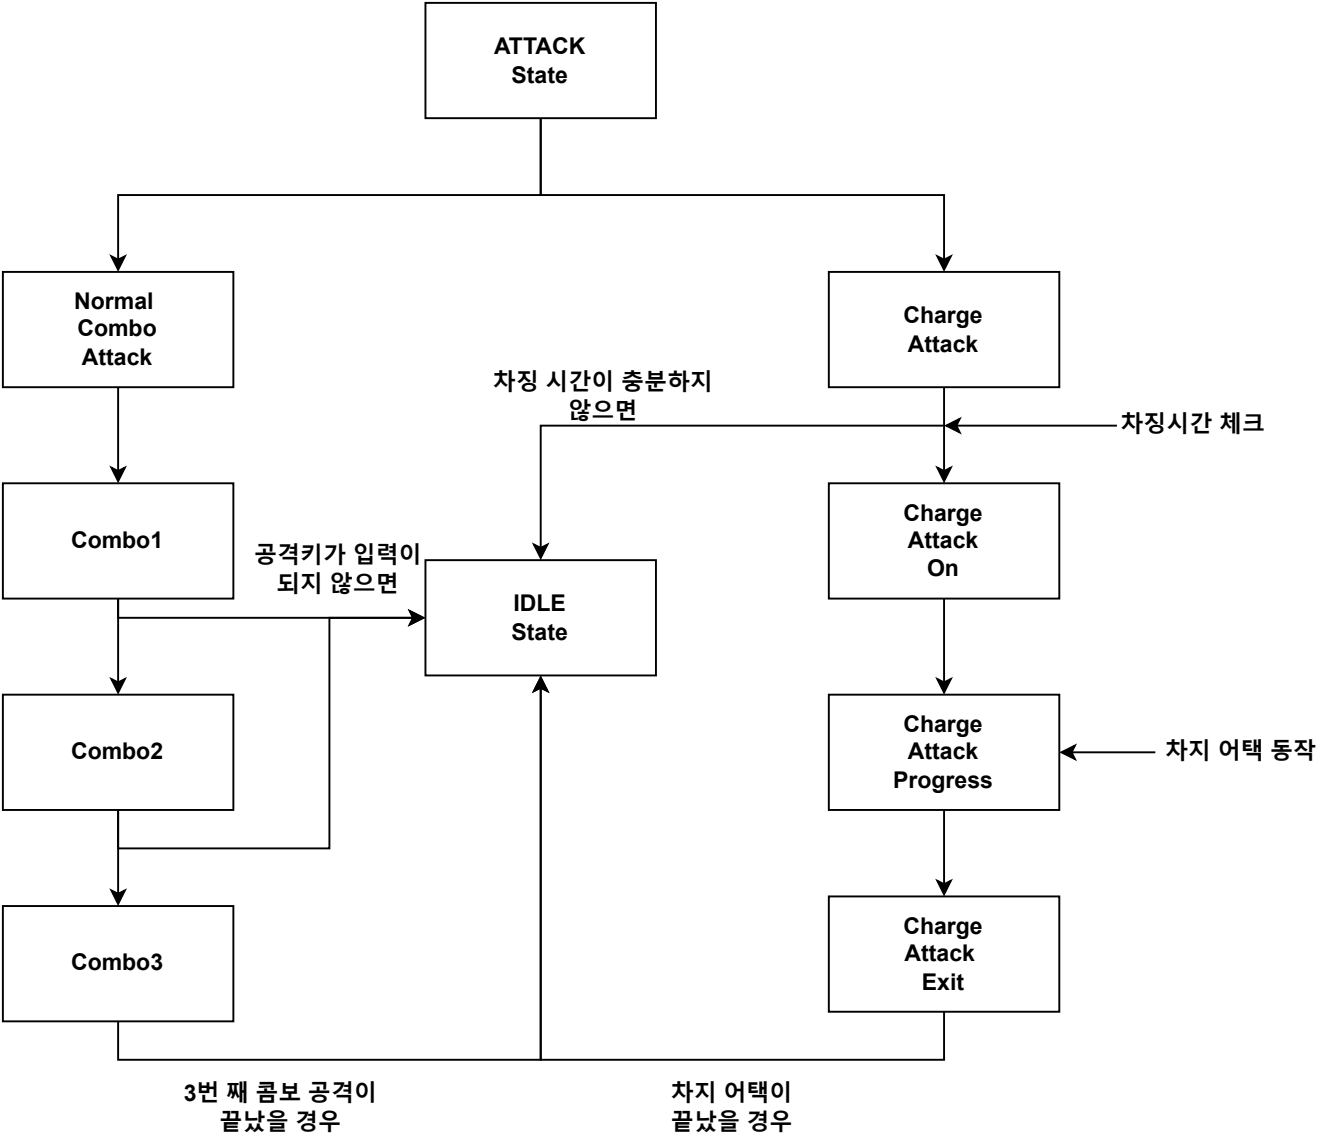 ATTACK
State
Normal
Combo
Attack
Charge
Attack
차징 시간이 충분하지
않으면
차징시간 체크
Combo1
공격키가 입력이
되지 않으면
IDLE
State
Charge
Attack
On
Combo2
Charge
Attack
Progress
차지 어택 동작
Combo3
Charge
Attack
Exit
3번 째 콤보 공격이
끝났을 경우
차지 어택이
끝났을 경우